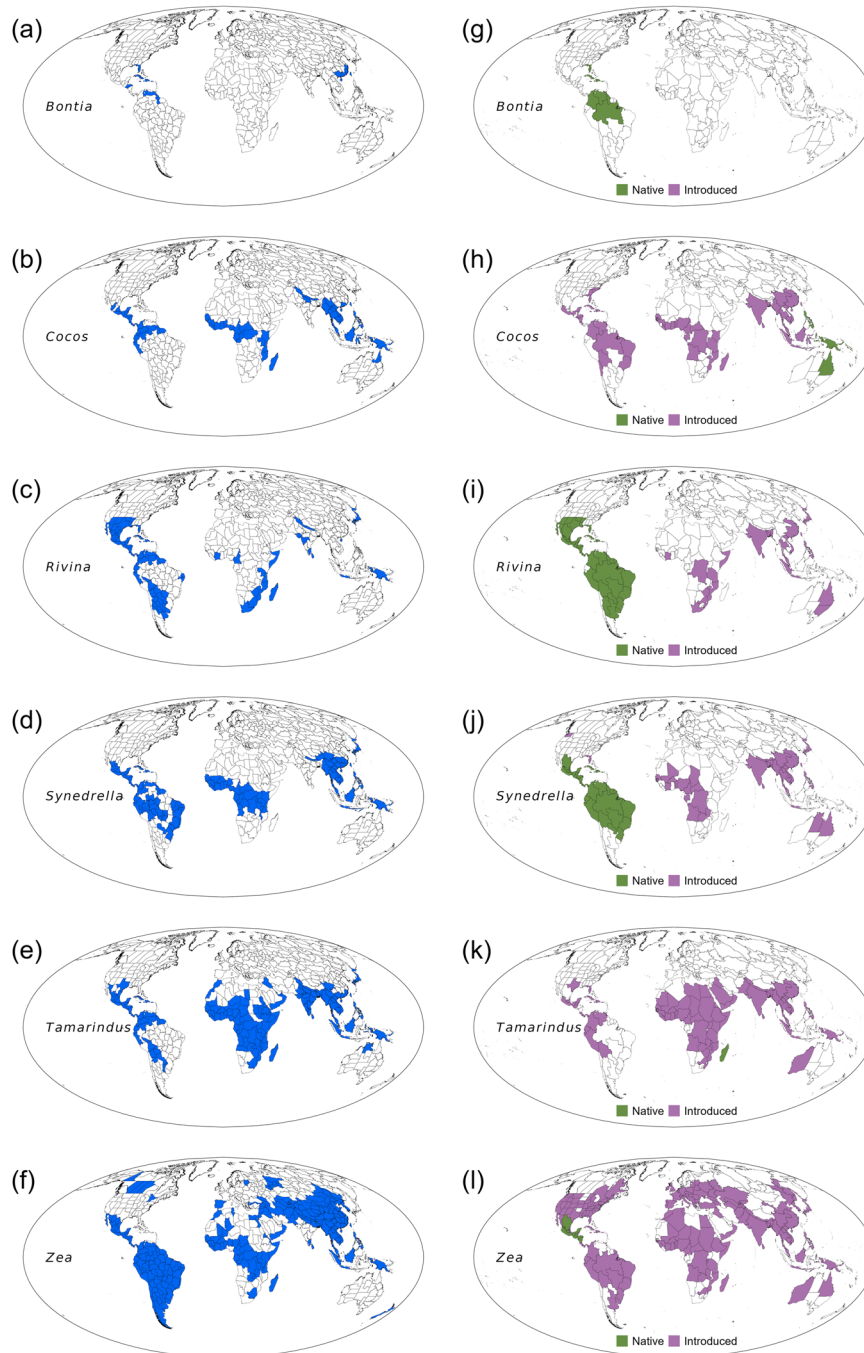 (a)
Bontia
(g)
Bontia
Native Introduced
(b)
Cocos
(h)
Cocos
Native Introduced
(c)
Rivina
(i)
Rivina
Native Introduced
(d)
Synedrella
(j)
Synedrella
Native Introduced
(e)
Tamarindus
(k)
Tamarindus
Native Introduced
(f)
Zea
(l)
Zea
Native Introduced